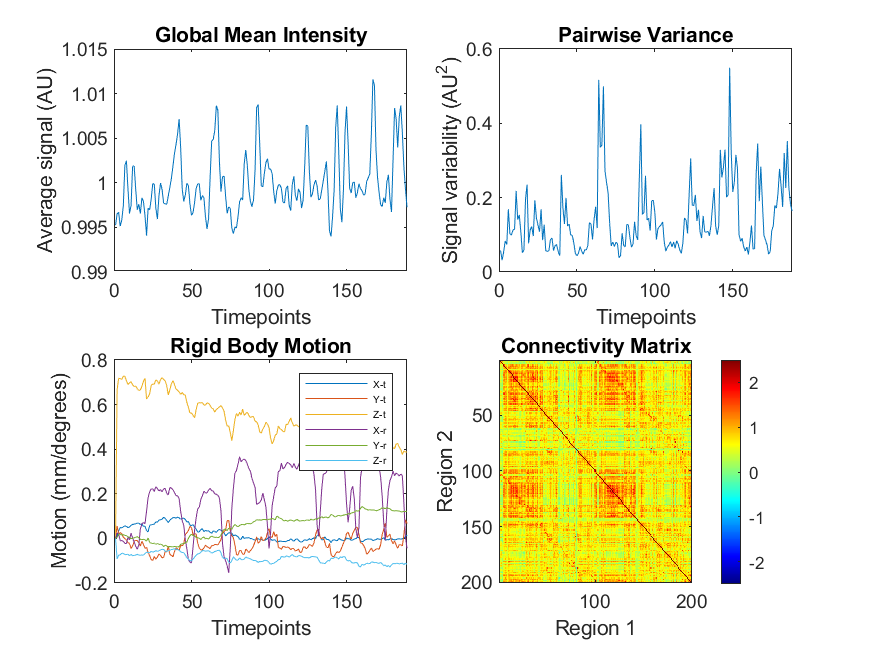 Global Mean Intensity
1.015
1.01
1.005
1
0.995
0.99
Average signal (AU)
0
50
100
150
Timepoints
Pairwise Variance
0.6
0.4
0.2
0
Signal variability (AU²)
0
50
100
150
Timepoints
Rigid Body Motion
0.8
0.6
0.4
0.2
0
-0.2
Motion (mm/degrees)
X-t
Y-t
Z-t
X-r
Y-r
Z-r
0
50
100
150
Timepoints
Connectivity Matrix
50
100
150
200
Region 2
100
200
Region 1
2
1
0
-1
-2